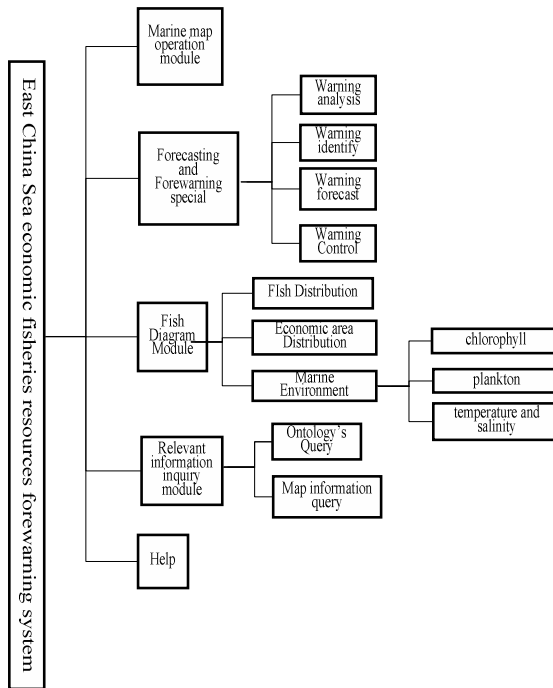 East China Sea economic fisheries resources forewarning system
Marine map
operation
module
Forecasting
and
Forewarning
special
Warning
analysis
Warning
identify
Warning
forecast
Warning
Control
Fish
Diagram
Module
FIsh Distribution
Economic area
Distribution
Marine
Environment
chlorophyll
plankton
temperature and
salinity
Relevant
information
inquiry
module
Ontology's
Query
Map information
query
Help